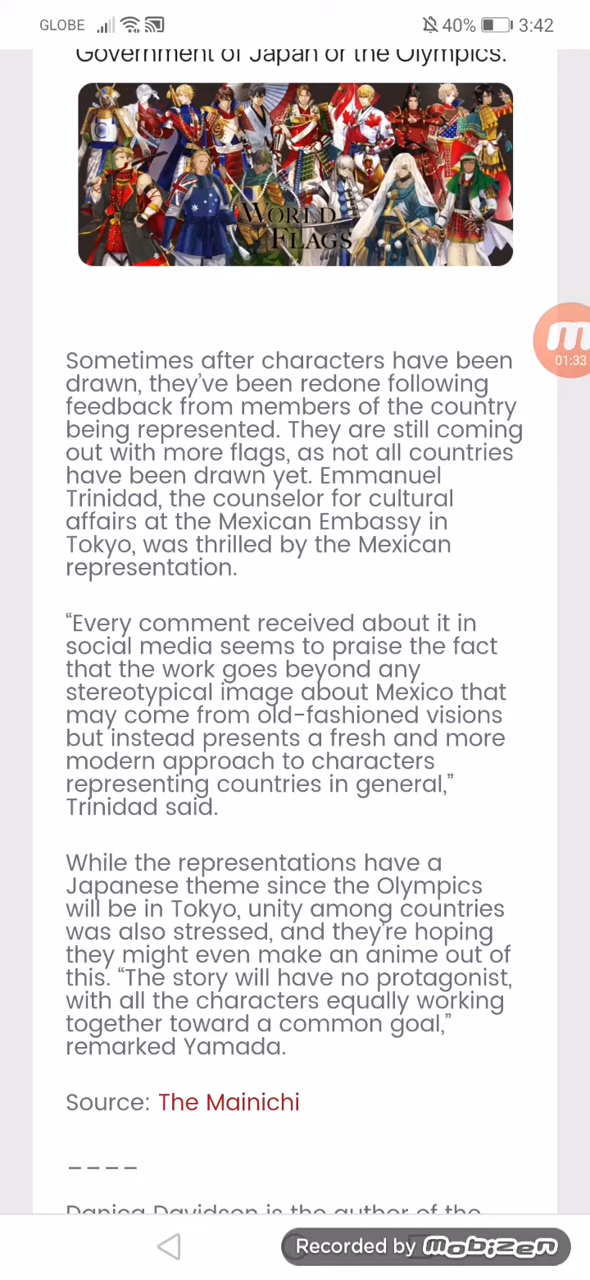 GLOBE 40% 3:42
Government of Japan or the Olympics.
WORLD
FLAGS
01:33
Sometimes after characters have been
drawn, they've been redone following
feedback from members of the country
being represented. They are still coming
out with more flags, as not all countries
have been drawn yet. Emmanuel
Trinidad, the counselor for cultural
affairs at the Mexican Embassy in
Tokyo, was thrilled by the Mexican
representation.
“Every comment received about it in
social media seems to praise the fact
that the work goes beyond any
stereotypical image about Mexico that
may come from old-fashioned visions
but instead presents a fresh and more
modern approach to characters
representing countries in general,”
Trinidad said.
While the representations have a
Japanese theme since the Olympics
will be in Tokyo, unity among countries
was also stressed, and they're hoping
they might even make an anime out of
this. “The story will have no protagonist,
with all the characters equally working
together toward a common goal,”
remarked Yamada.
Source: The Mainichi
----
Danica Davidson is the author of the
Recorded by mobizen